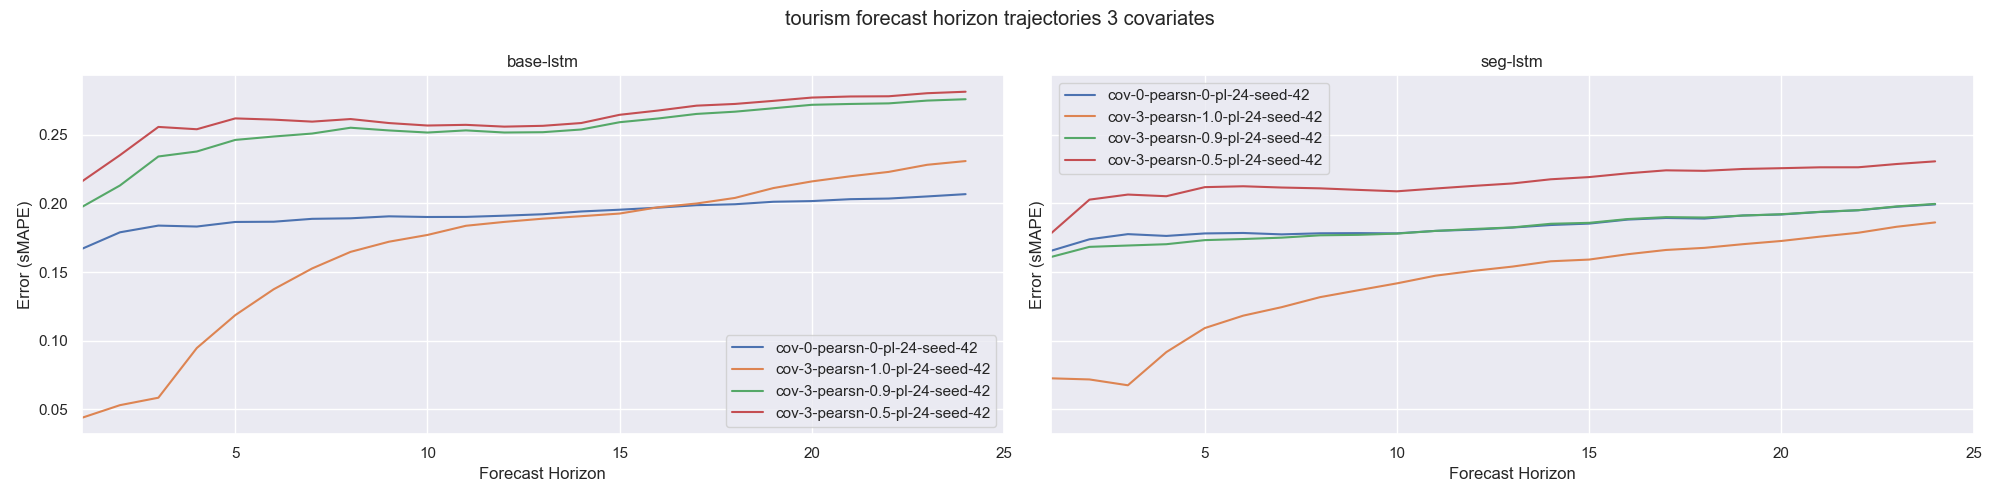 tourism forecast horizon trajectories 3 covariates
base-lstm
Error (sMAPE)
0.25
0.20
0.15
0.10
0.05
cov-0-pearsn-0-pl-24-seed-42
cov-3-pearsn-1.0-pl-24-seed-42
cov-3-pearsn-0.9-pl-24-seed-42
cov-3-pearsn-0.5-pl-24-seed-42
5
10
15
20
25
Forecast Horizon
seg-lstm
Error (sMAPE)
cov-0-pearsn-0-pl-24-seed-42
cov-3-pearsn-1.0-pl-24-seed-42
cov-3-pearsn-0.9-pl-24-seed-42
cov-3-pearsn-0.5-pl-24-seed-42
5
10
15
20
25
Forecast Horizon